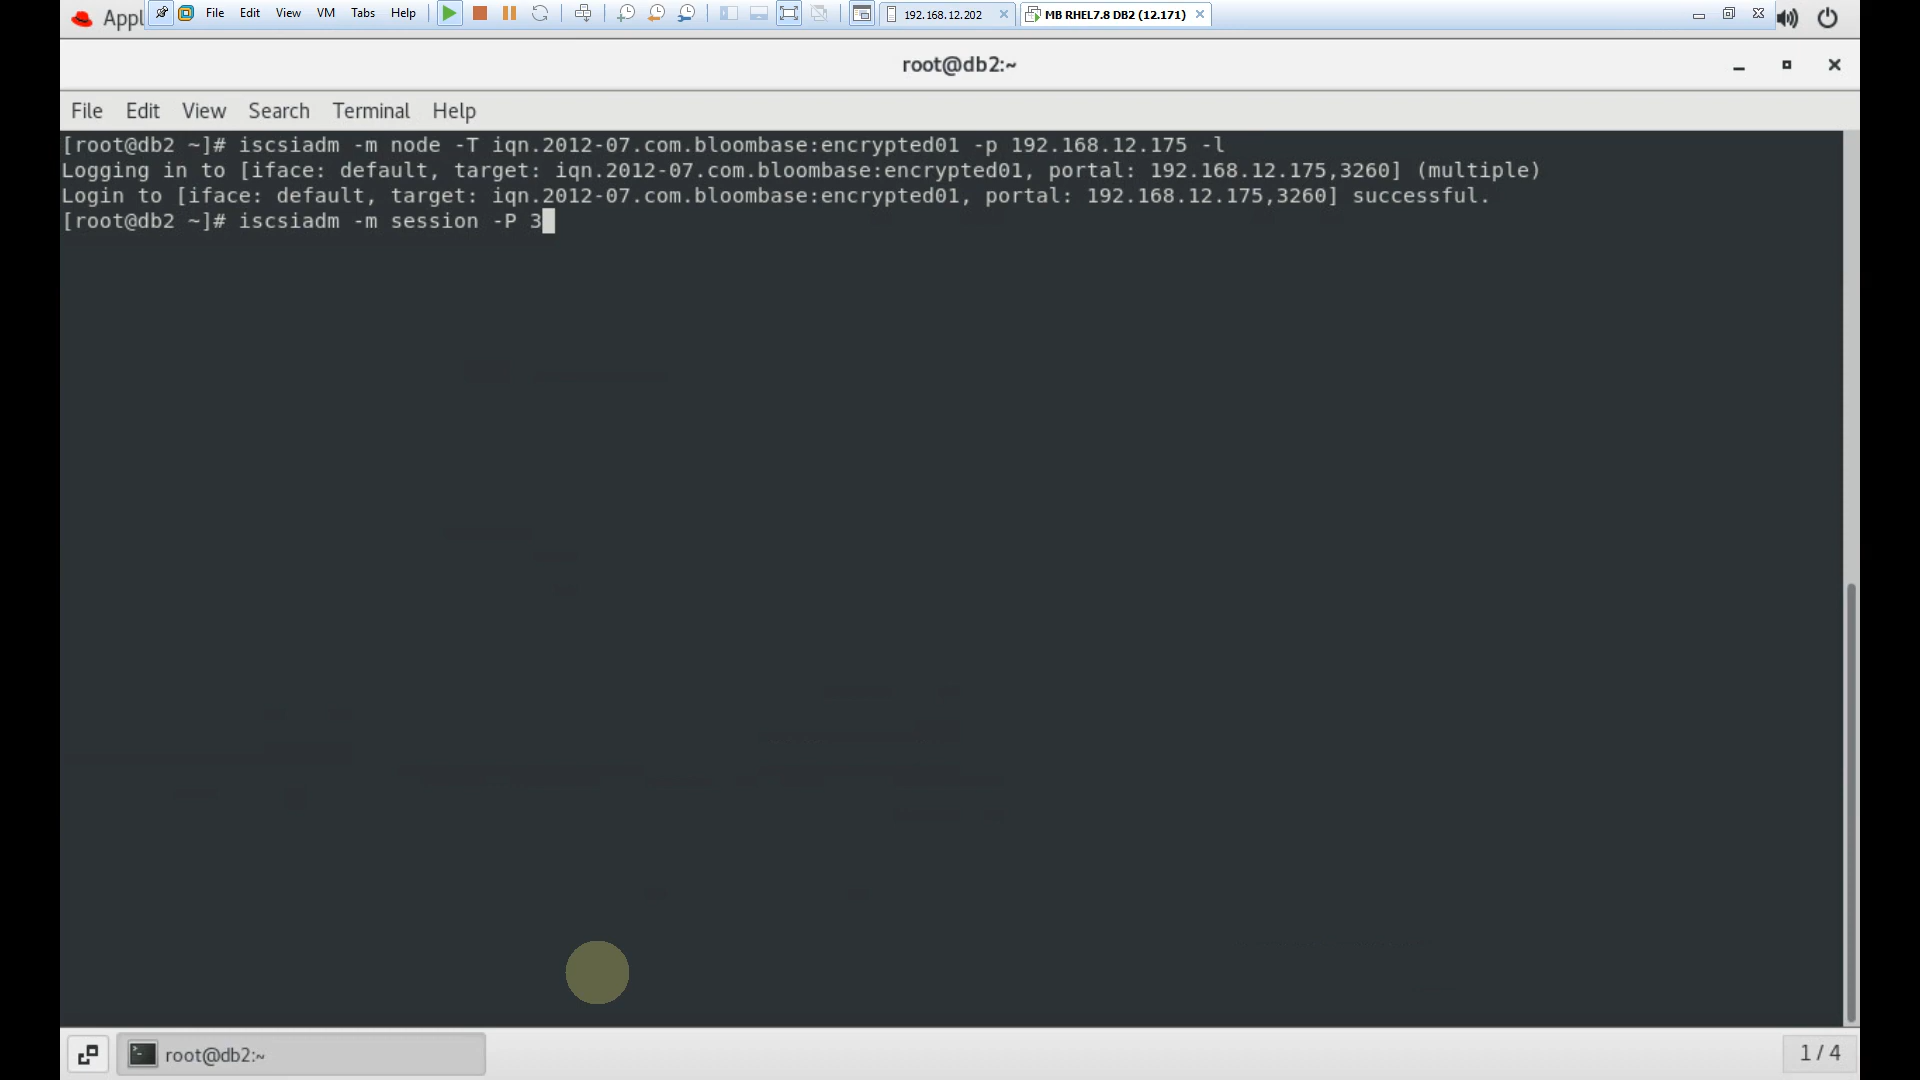 Appl
File Edit View VM Tabs Help
192.168.12.202
MB RHEL7.8 DB2 (12.171)
root@db2:~
File Edit View Search Terminal Help
[root@db2 ~]# iscsiadm -m node -T iqn.2012-07.com.bloombase:encrypted01 -p 192.168.12.175 -l
Logging in to [iface: default, target: iqn.2012-07.com.bloombase:encrypted01, portal: 192.168.12.175,3260] (multiple)
Login to [iface: default, target: iqn.2012-07.com.bloombase:encrypted01, portal: 192.168.12.175,3260] successful.
[root@db2 ~]# iscsiadm -m session -P 3
root@db2:~
1 / 4